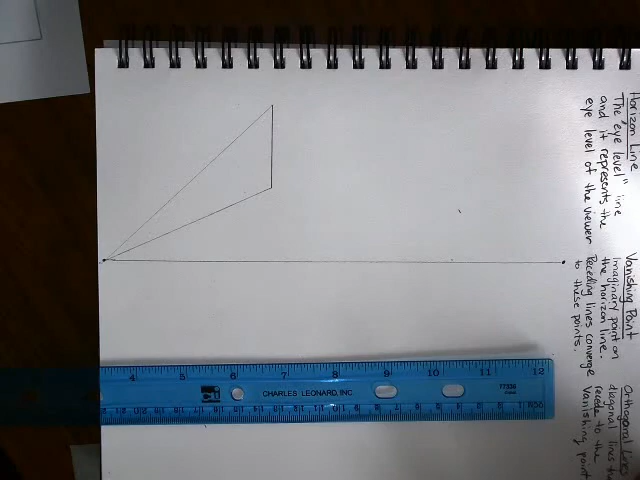 Horizon Line
The "eye level" line
and it represents the
eye level of the viewer
Vanishing Point
Imaginary point on
the horizon line.
Receding lines converge
to these points.
Orthogonal Lines
diagonal lines th
recede to the
vanishing point
4 5 6 7 8 9 10 11 12
CHARLES LEONARD, INC
77336